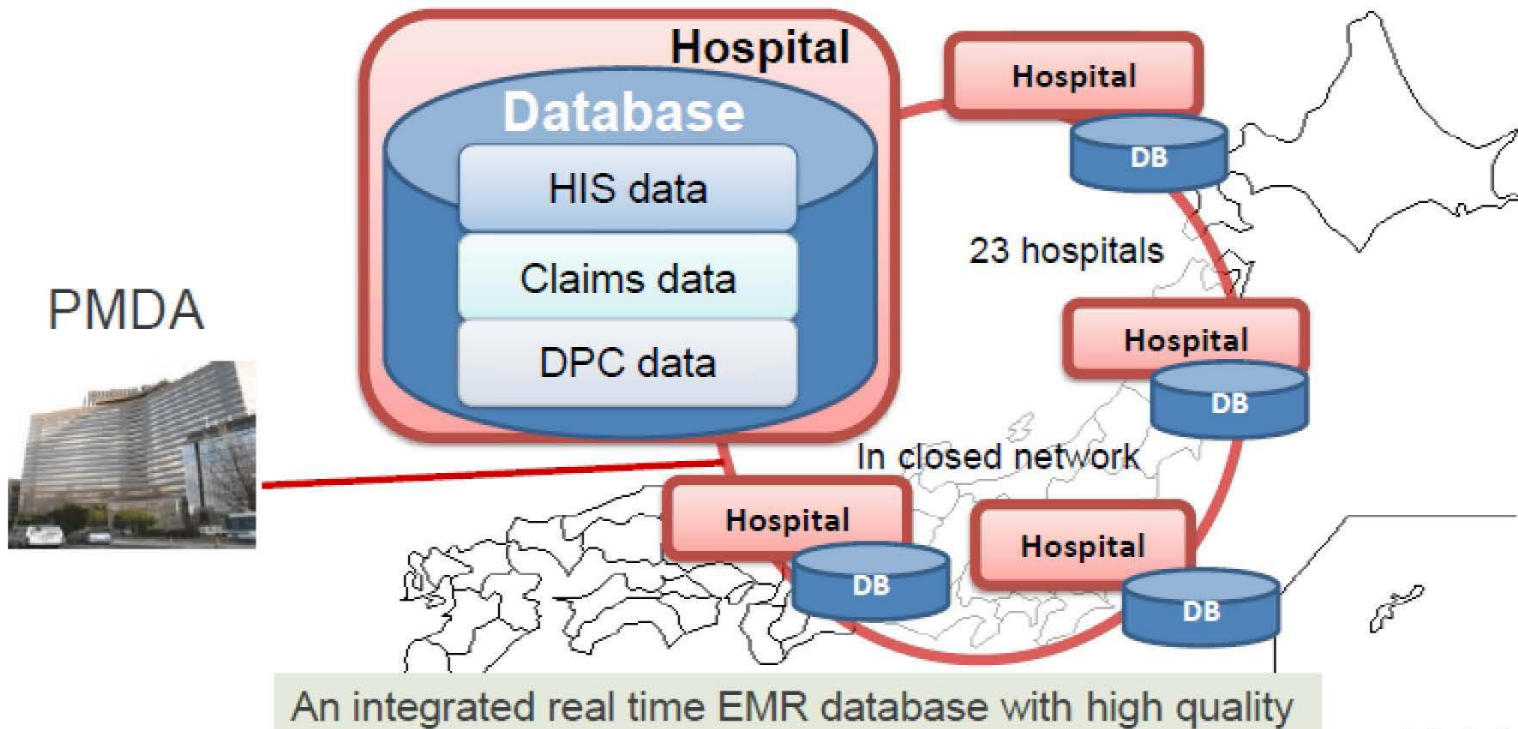 Hospital
Database
HIS data
Claims data
DPC data
PMDA
Hospital
DB
23 hospitals
Hospital
DB
In closed network
Hospital
DB
Hospital
DB
An integrated real time EMR database with high quality